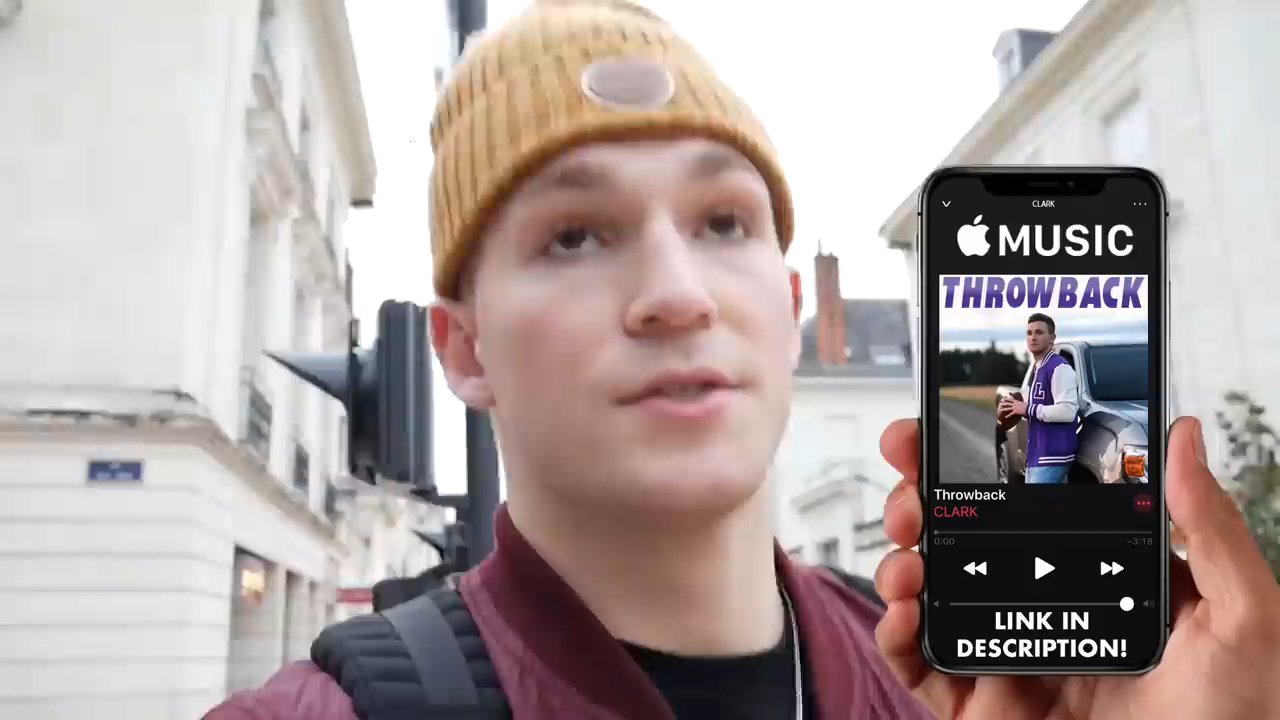 CLARK
MUSIC
THROWBACK
L
Throwback
CLARK
0:00
-3:18
LINK IN
DESCRIPTION!